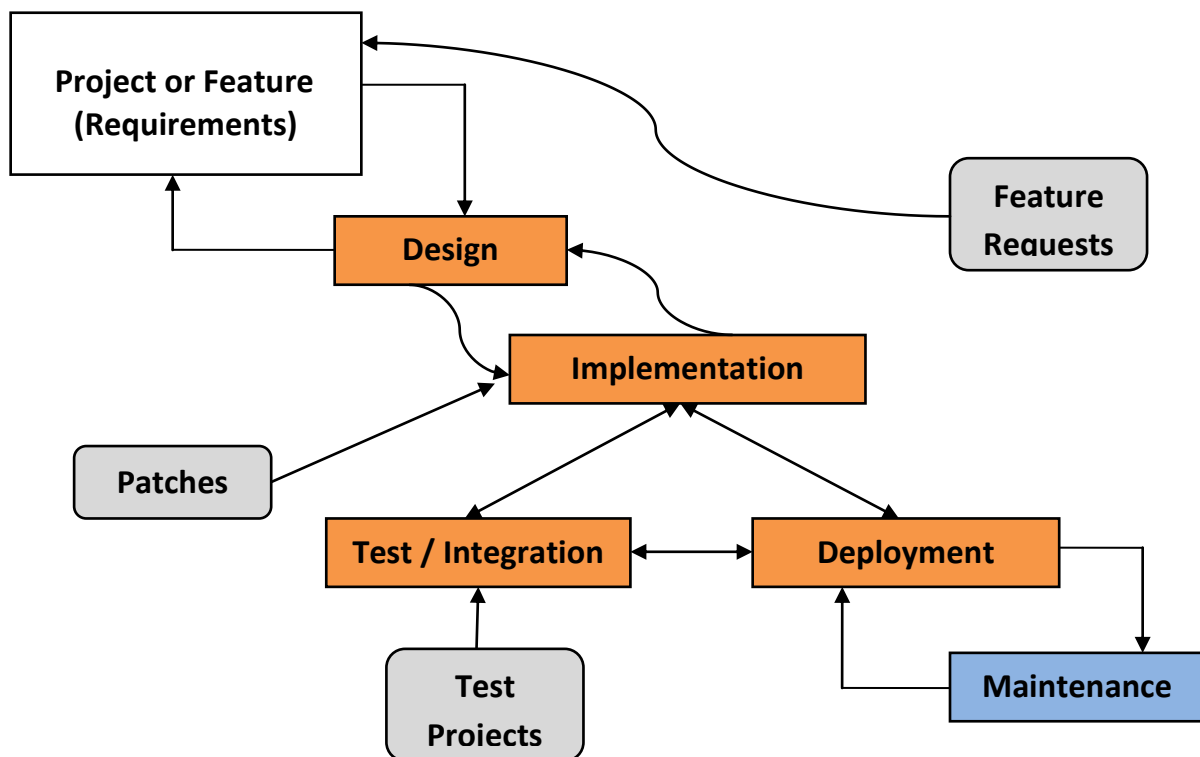 Project or Feature
(Requirements)
Feature
Requests
Design
Implementation
Patches
Test / Integration
Deployment
Test
Projects
Maintenance